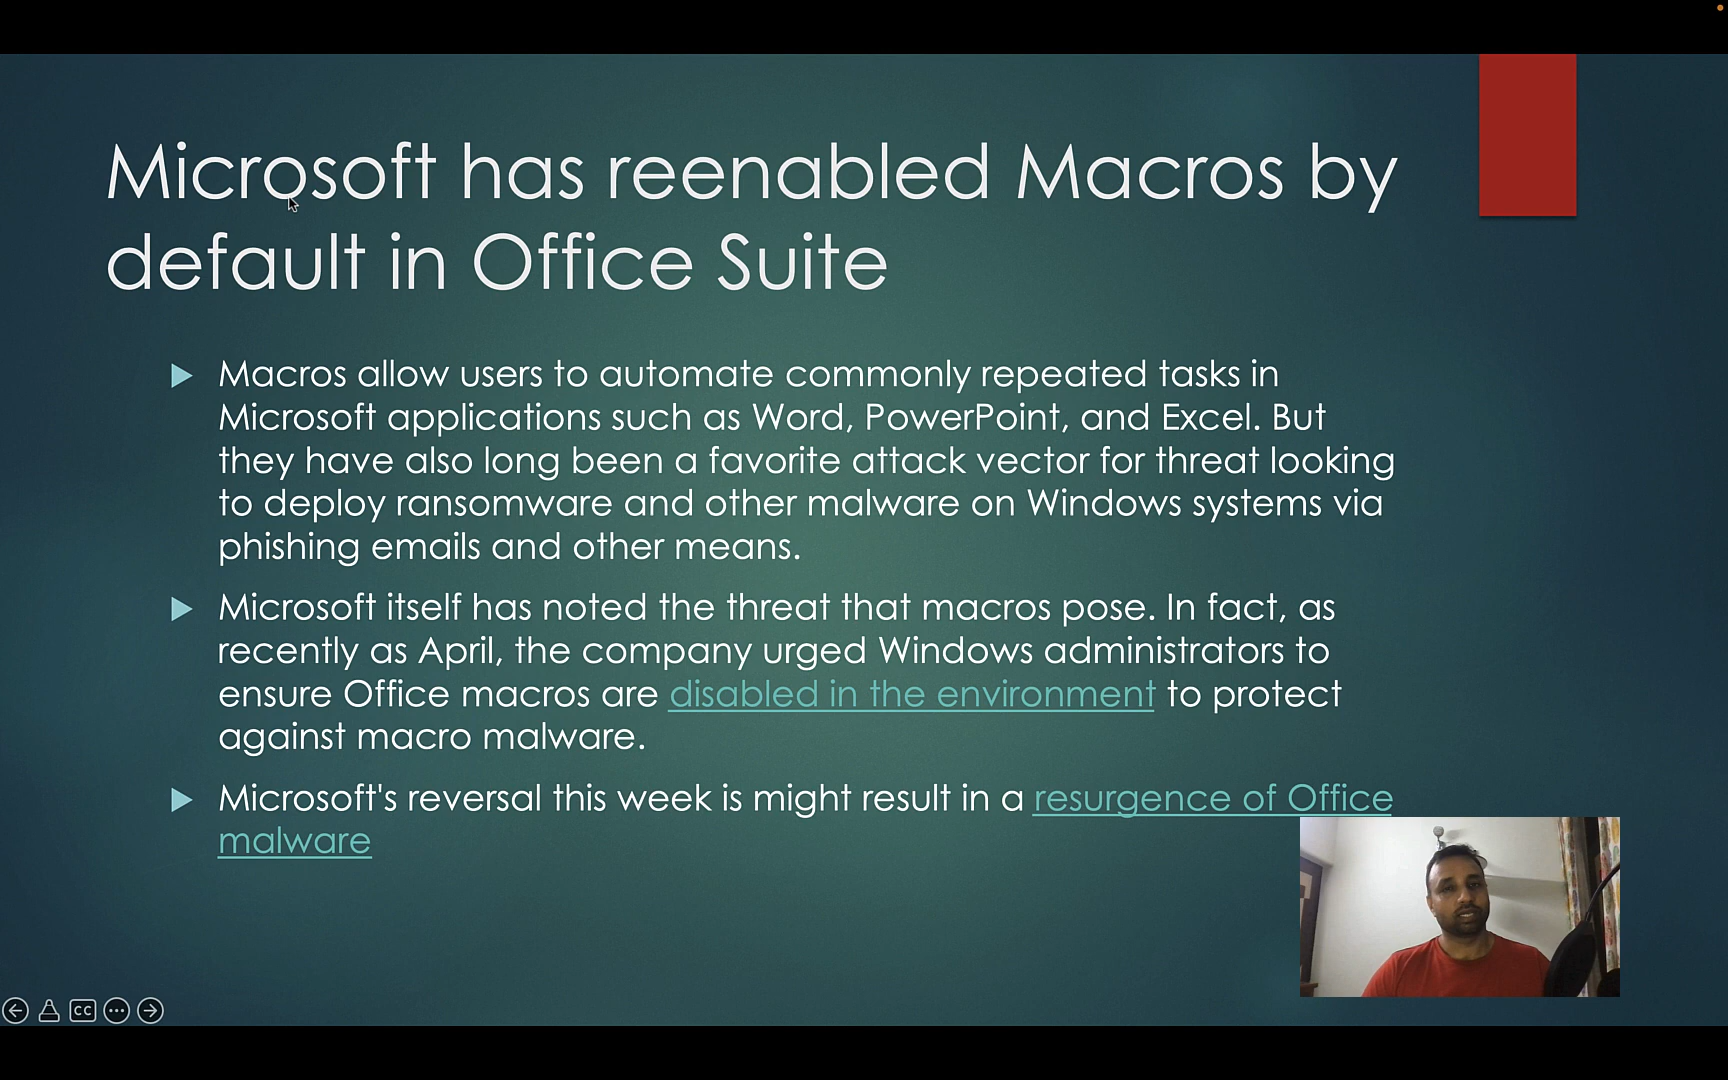 Microsoft has reenabled Macros by
default in Office Suite
Macros allow users to automate commonly repeated tasks in
Microsoft applications such as Word, PowerPoint, and Excel. But
they have also long been a favorite attack vector for threat looking
to deploy ransomware and other malware on Windows systems via
phishing emails and other means.
Microsoft itself has noted the threat that macros pose. In fact, as
recently as April, the company urged Windows administrators to
ensure Office macros are disabled in the environment to protect
against macro malware.
Microsoft's reversal this week is might result in a resurgence of Office
malware
CC